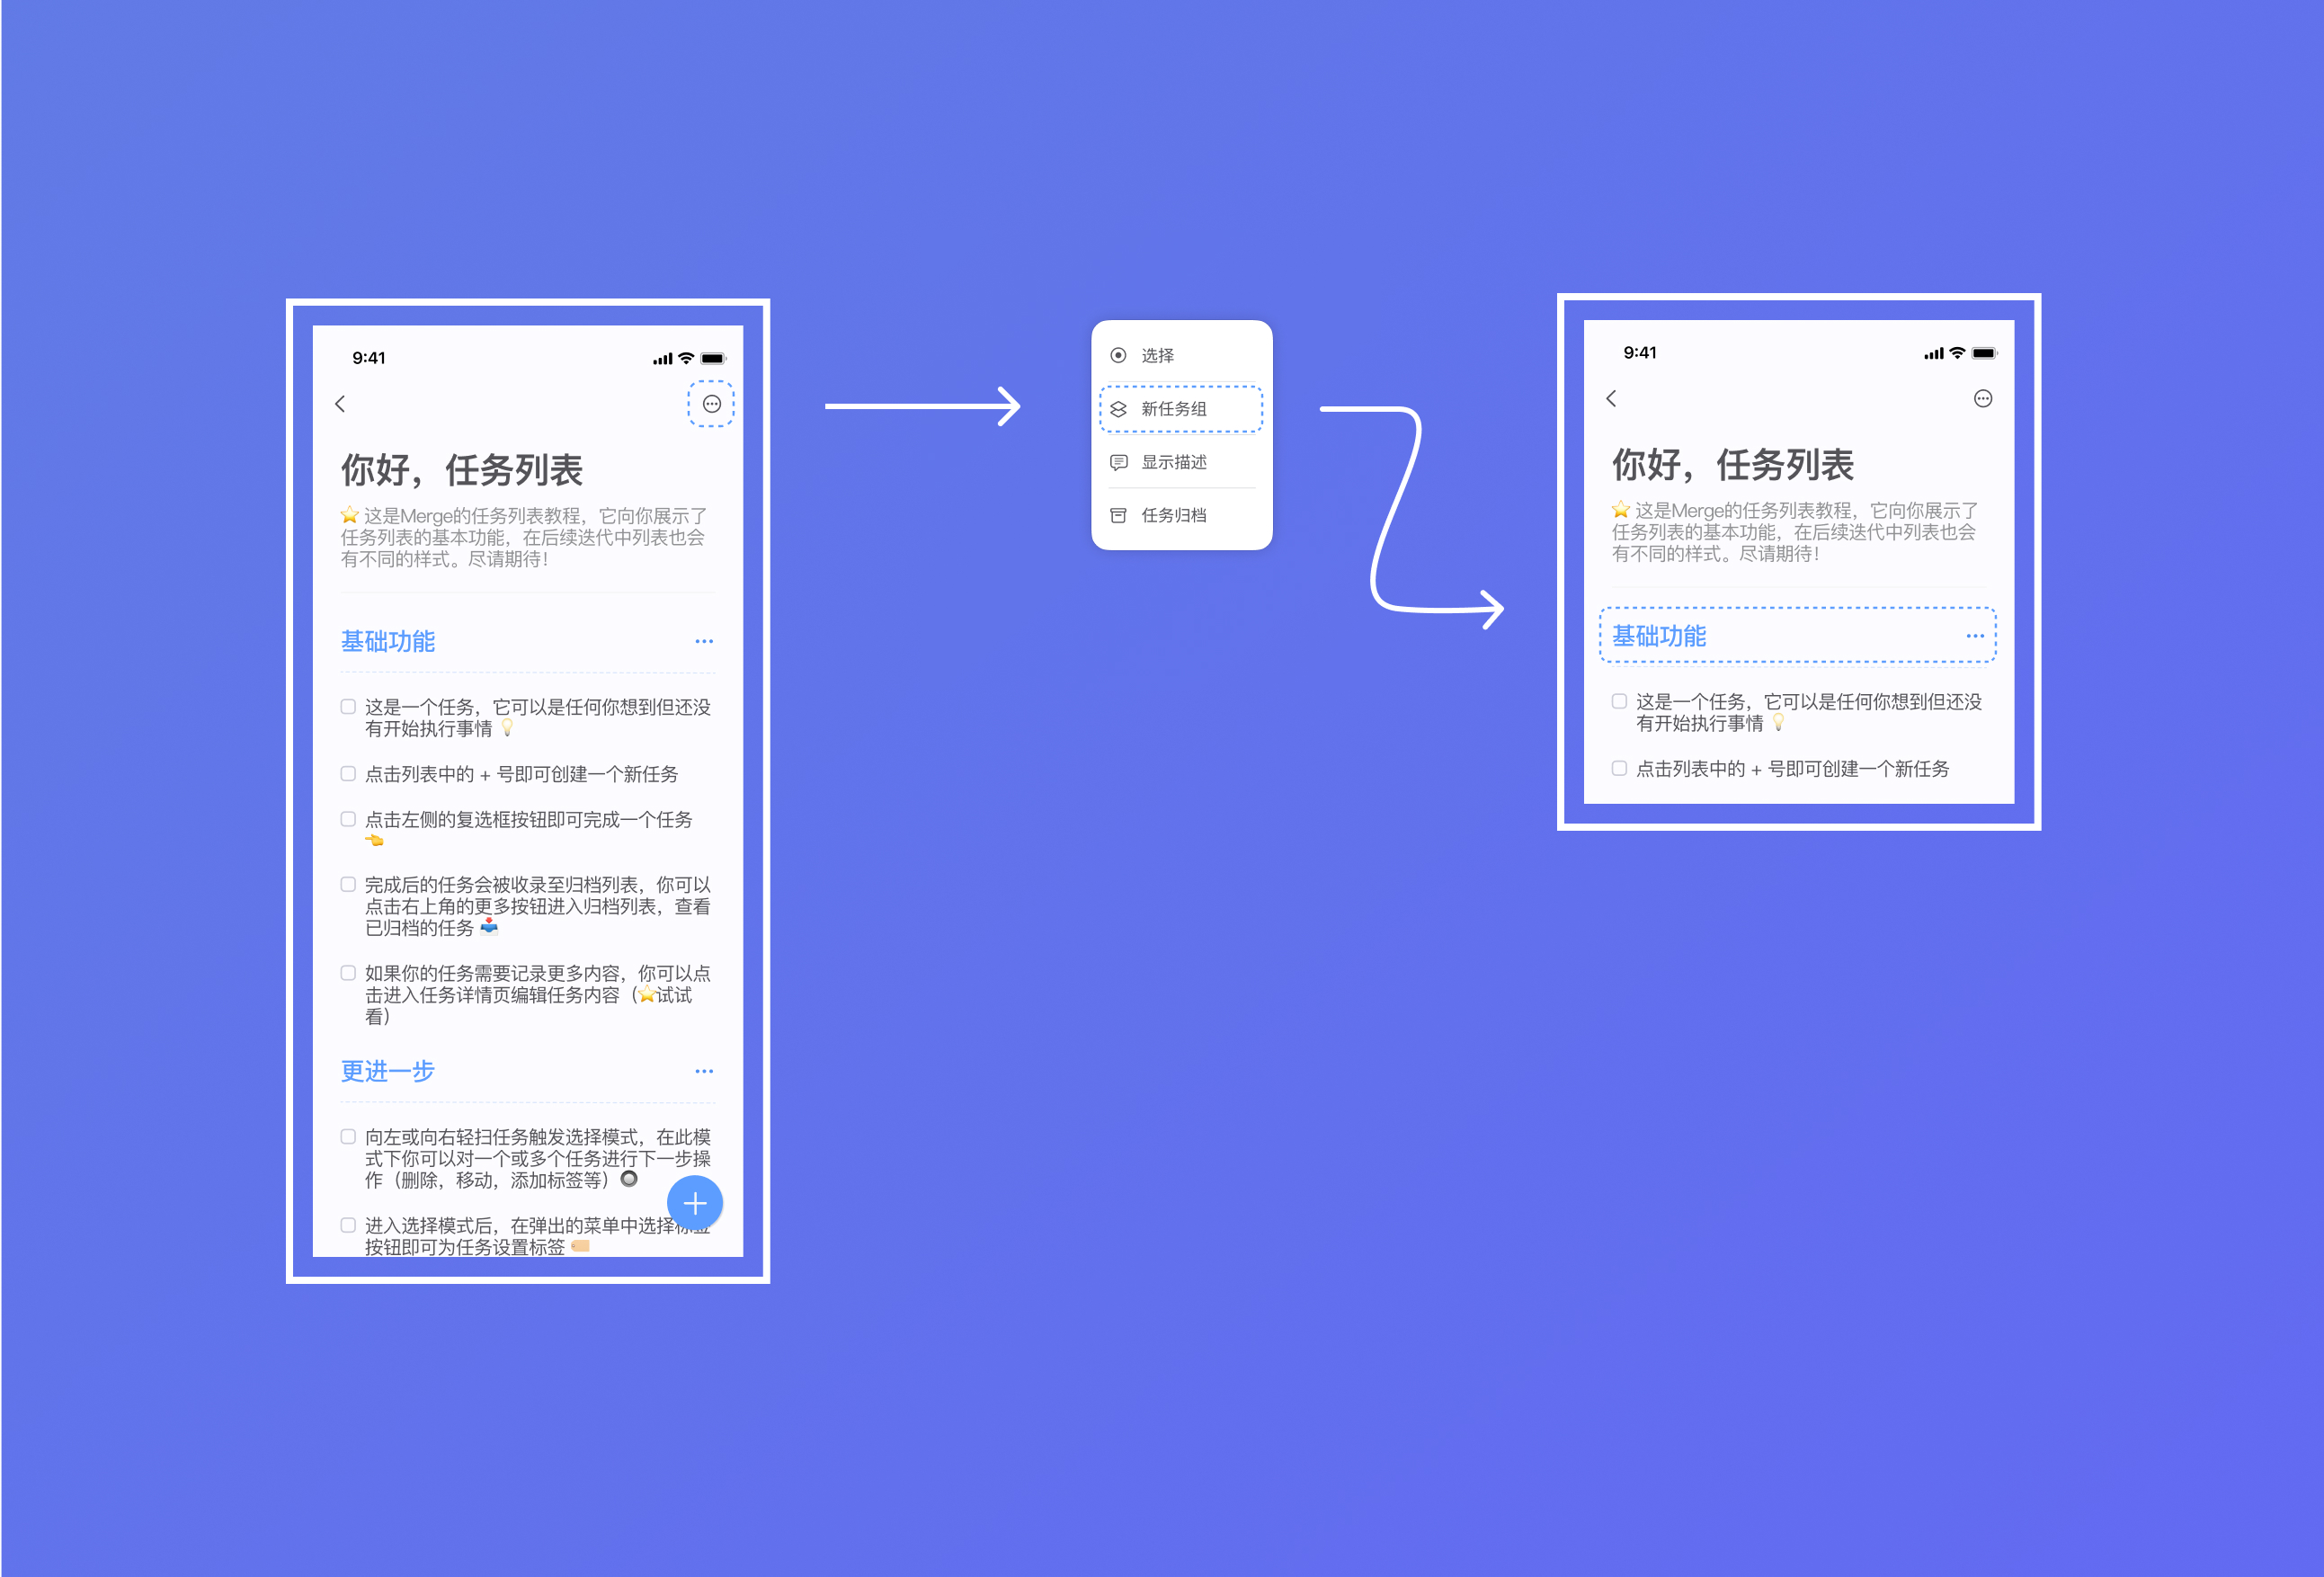 9:41
你好，任务列表
⭐ 这是Merge的任务列表教程，它向你展示了
任务列表的基本功能，在后续迭代中列表也会
有不同的样式。尽请期待！
基础功能
这是一个任务，它可以是任何你想到但还没
有开始执行事情 💡
点击列表中的 + 号即可创建一个新任务
点击左侧的复选框按钮即可完成一个任务
👈
完成后的任务会被收录至归档列表，你可以
点击右上角的更多按钮进入归档列表，查看
已归档的任务 📥
如果你的任务需要记录更多内容，你可以点
击进入任务详情页编辑任务内容（⭐试试
看）
更进一步
向左或向右轻扫任务触发选择模式，在此模
式下你可以对一个或多个任务进行下一步操
作（删除，移动，添加标签等）🔘
进入选择模式后，在弹出的菜单中选择标签
按钮即可为任务设置标签 🏷️
选择
新任务组
显示描述
任务归档
9:41
你好，任务列表
⭐ 这是Merge的任务列表教程，它向你展示了
任务列表的基本功能，在后续迭代中列表也会
有不同的样式。尽请期待！
基础功能
这是一个任务，它可以是任何你想到但还没
有开始执行事情 💡
点击列表中的 + 号即可创建一个新任务